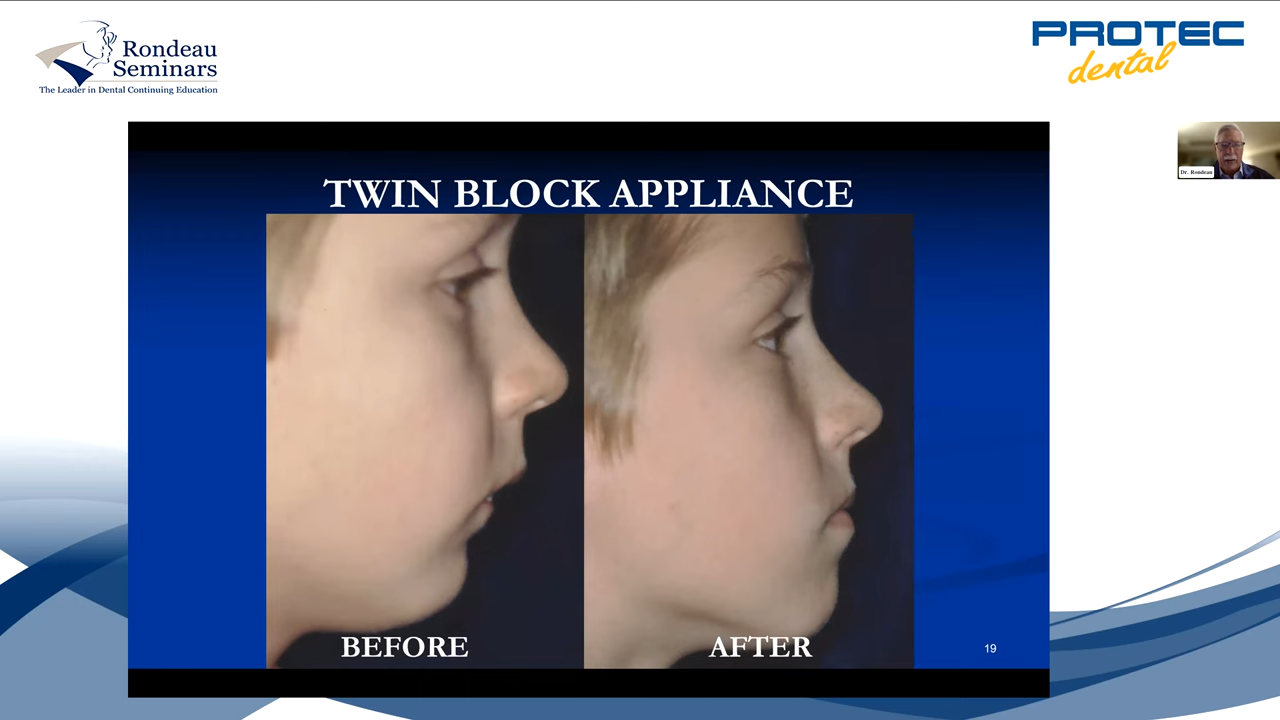 Rondeau
Seminars
The Leader in Dental Continuing Education
PROTEC
dental
Dr. Rondeau
TWIN BLOCK APPLIANCE
BEFORE
AFTER
19